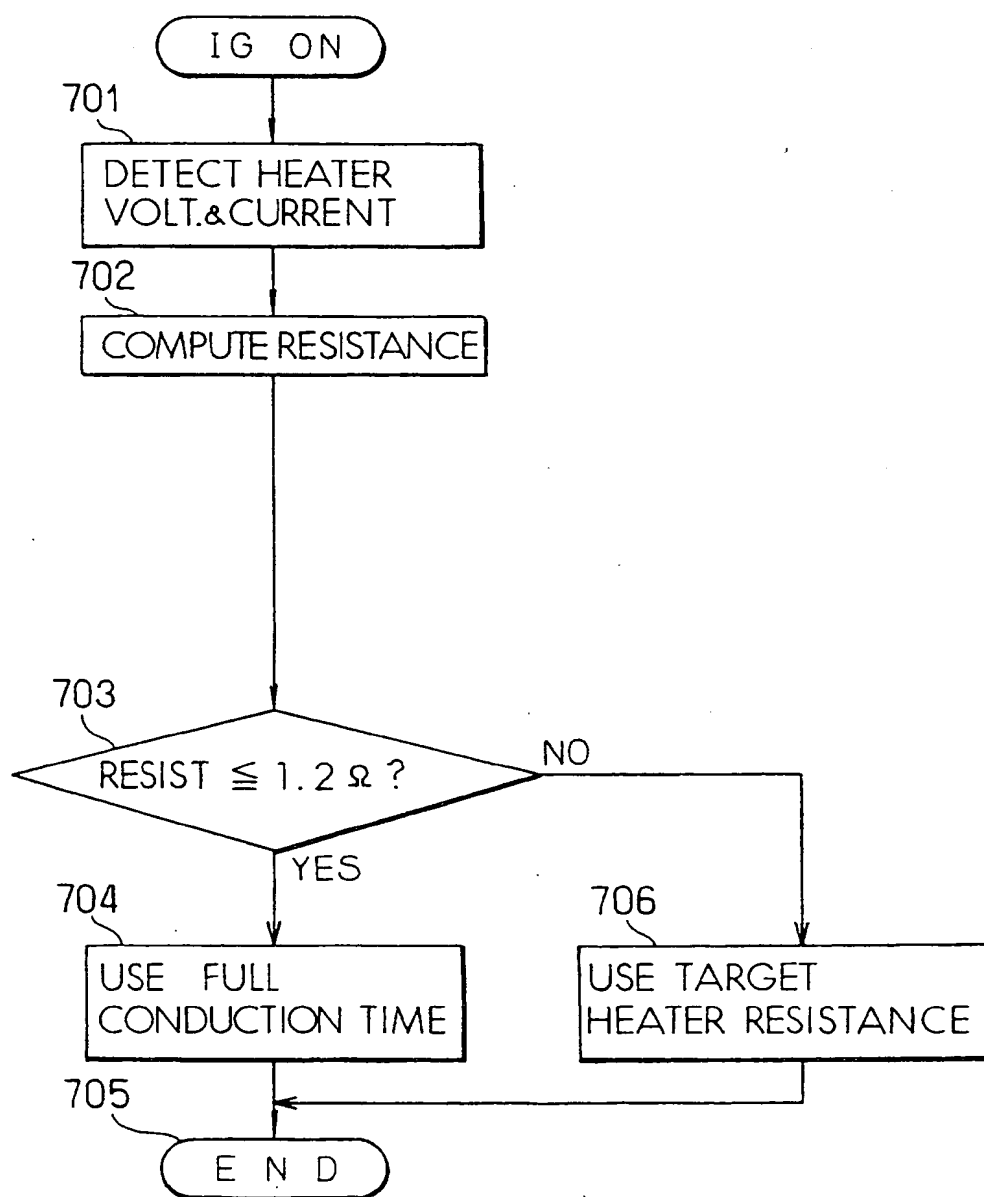 IG ON
701
DETECT HEATER
VOLT.&CURRENT
702
COMPUTE RESISTANCE
703
RESIST ≦ 1.2 Ω ?
NO
YES
704
USE FULL
CONDUCTION TIME
706
USE TARGET
HEATER RESISTANCE
705
END